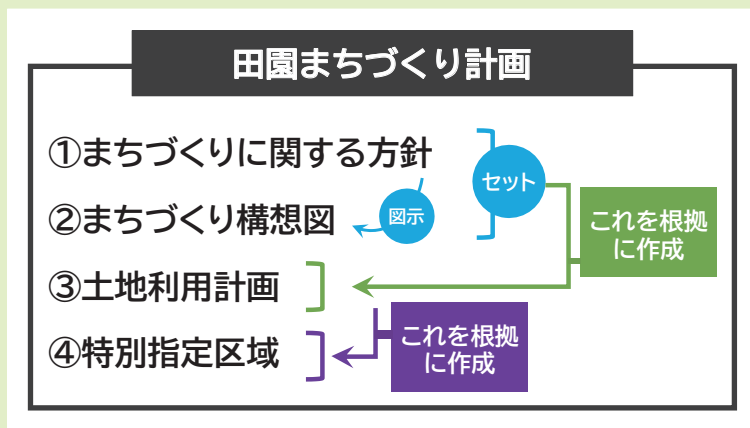 田園まちづくり計画
①まちづくりに関する方針
セット
②まちづくり構想図
図示
これを根拠
に作成
③土地利用計画
④特別指定区域
これを根拠
に作成